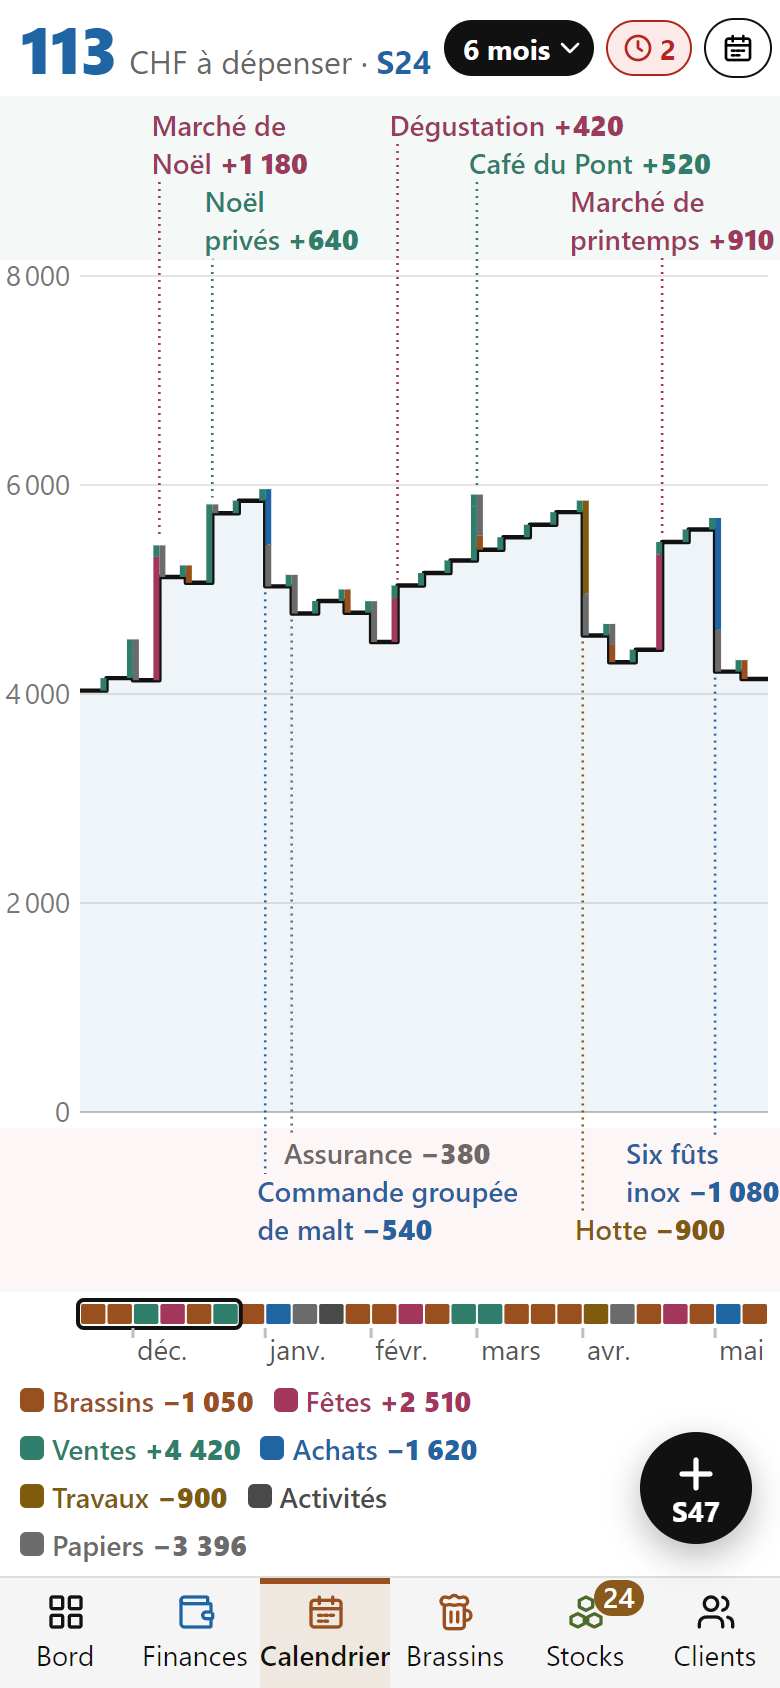 113 CHF à dépenser · S24
6 mois
2
Marché de
Noël +1 180
Dégustation +420
Café du Pont +520
Noël
privés +640
Marché de
printemps +910
8 000
6 000
4 000
2 000
0
Assurance −380
Commande groupée
de malt −540
Six fûts
inox −1 080
Hotte −900
déc.
janv.
févr.
mars
avr.
mai
Brassins −1 050
Fêtes +2 510
Ventes +4 420
Achats −1 620
Travaux −900
Activités
Papiers −3 396
S47
24
Bord
Finances
Calendrier
Brassins
Stocks
Clients